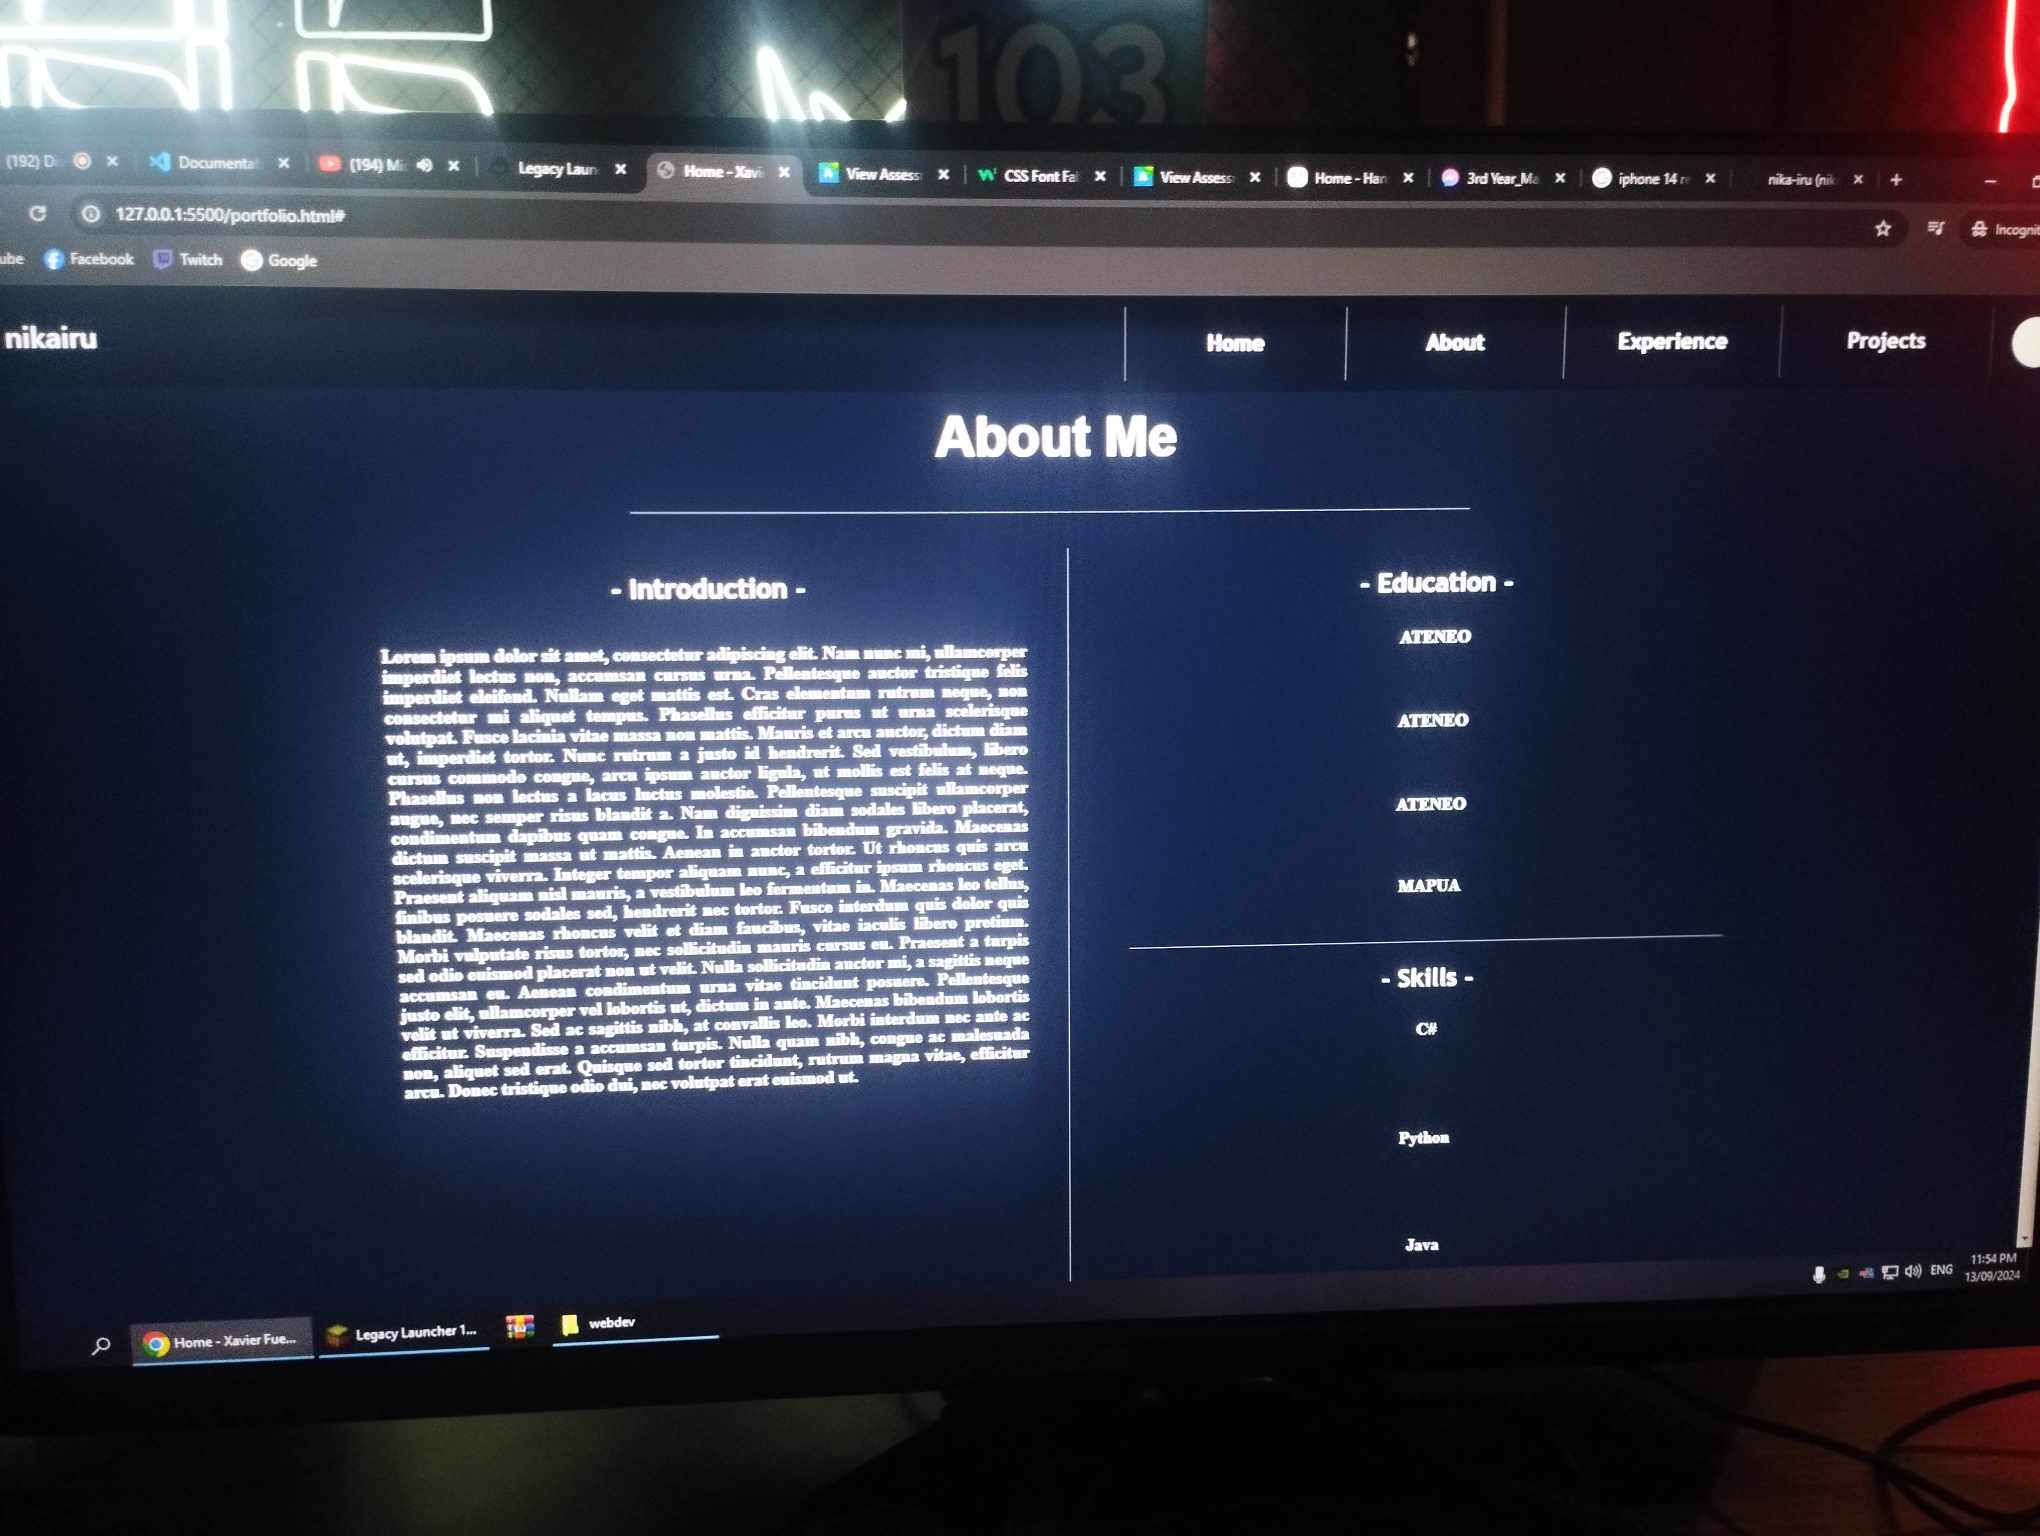 103
(192) Di
Documentat
(194) Mi
Legacy Laun
Home - Xavi
View Assess
CSS Font Fa
View Assess
Home - Han
3rd Year_Ma
iphone 14 re
nika-iru (nik
127.0.0.1:5500/portfolio.html#
Incognit
ube
Facebook
Twitch
Google
nikairu
Home
About
Experience
Projects
About Me
- Introduction -
Lorem ipsum dolor sit amet, consectetur adipiscing elit. Nam nunc mi, ullamcorper
imperdiet lectus non, accumsan cursus urna. Pellentesque auctor tristique felis
imperdiet eleifend. Nullam eget mattis est. Cras elementum rutrum neque, non
consectetur mi aliquet tempus. Phasellus efficitur purus ut urna scelerisque
volutpat. Fusce lacinia vitae massa non mattis. Mauris et arcu auctor, dictum diam
ut, imperdiet tortor. Nunc rutrum a justo id hendrerit. Sed vestibulum, libero
cursus commodo congue, arcu ipsum auctor ligula, ut mollis est felis at neque.
Phasellus non lectus a lacus luctus molestie. Pellentesque suscipit ullamcorper
augue, nec semper risus blandit a. Nam dignissim diam sodales libero placerat,
condimentum dapibus quam congue. In accumsan bibendum gravida. Maecenas
dictum suscipit massa ut mattis. Aenean in auctor tortor. Ut rhoncus quis arcu
scelerisque viverra. Integer tempor aliquam nunc, a efficitur ipsum rhoncus eget.
Praesent aliquam nisl mauris, a vestibulum leo fermentum in. Maecenas leo tellus,
finibus posuere sodales sed, hendrerit nec tortor. Fusce interdum quis dolor quis
blandit. Maecenas rhoncus velit et diam faucibus, vitae iaculis libero pretium.
Morbi vulputate risus tortor, nec sollicitudin mauris cursus eu. Praesent a turpis
sed odio euismod placerat non ut velit. Nulla sollicitudin auctor mi, a sagittis neque
accumsan eu. Aenean condimentum urna vitae tincidunt posuere. Pellentesque
justo elit, ullamcorper vel lobortis ut, dictum in ante. Maecenas bibendum lobortis
velit ut viverra. Sed ac sagittis nibh, at convallis leo. Morbi interdum nec ante ac
efficitur. Suspendisse a accumsan turpis. Nulla quam nibh, congue ac malesuada
non, aliquet sed erat. Quisque sed tortor tincidunt, rutrum magna vitae, efficitur
arcu. Donec tristique odio dui, nec volutpat erat euismod ut.
- Education -
ATENEO
ATENEO
ATENEO
MAPUA
- Skills -
C#
Python
Java
Home - Xavier Fue...
Legacy Launcher 1...
webdev
ENG
11:54 PM
13/09/2024